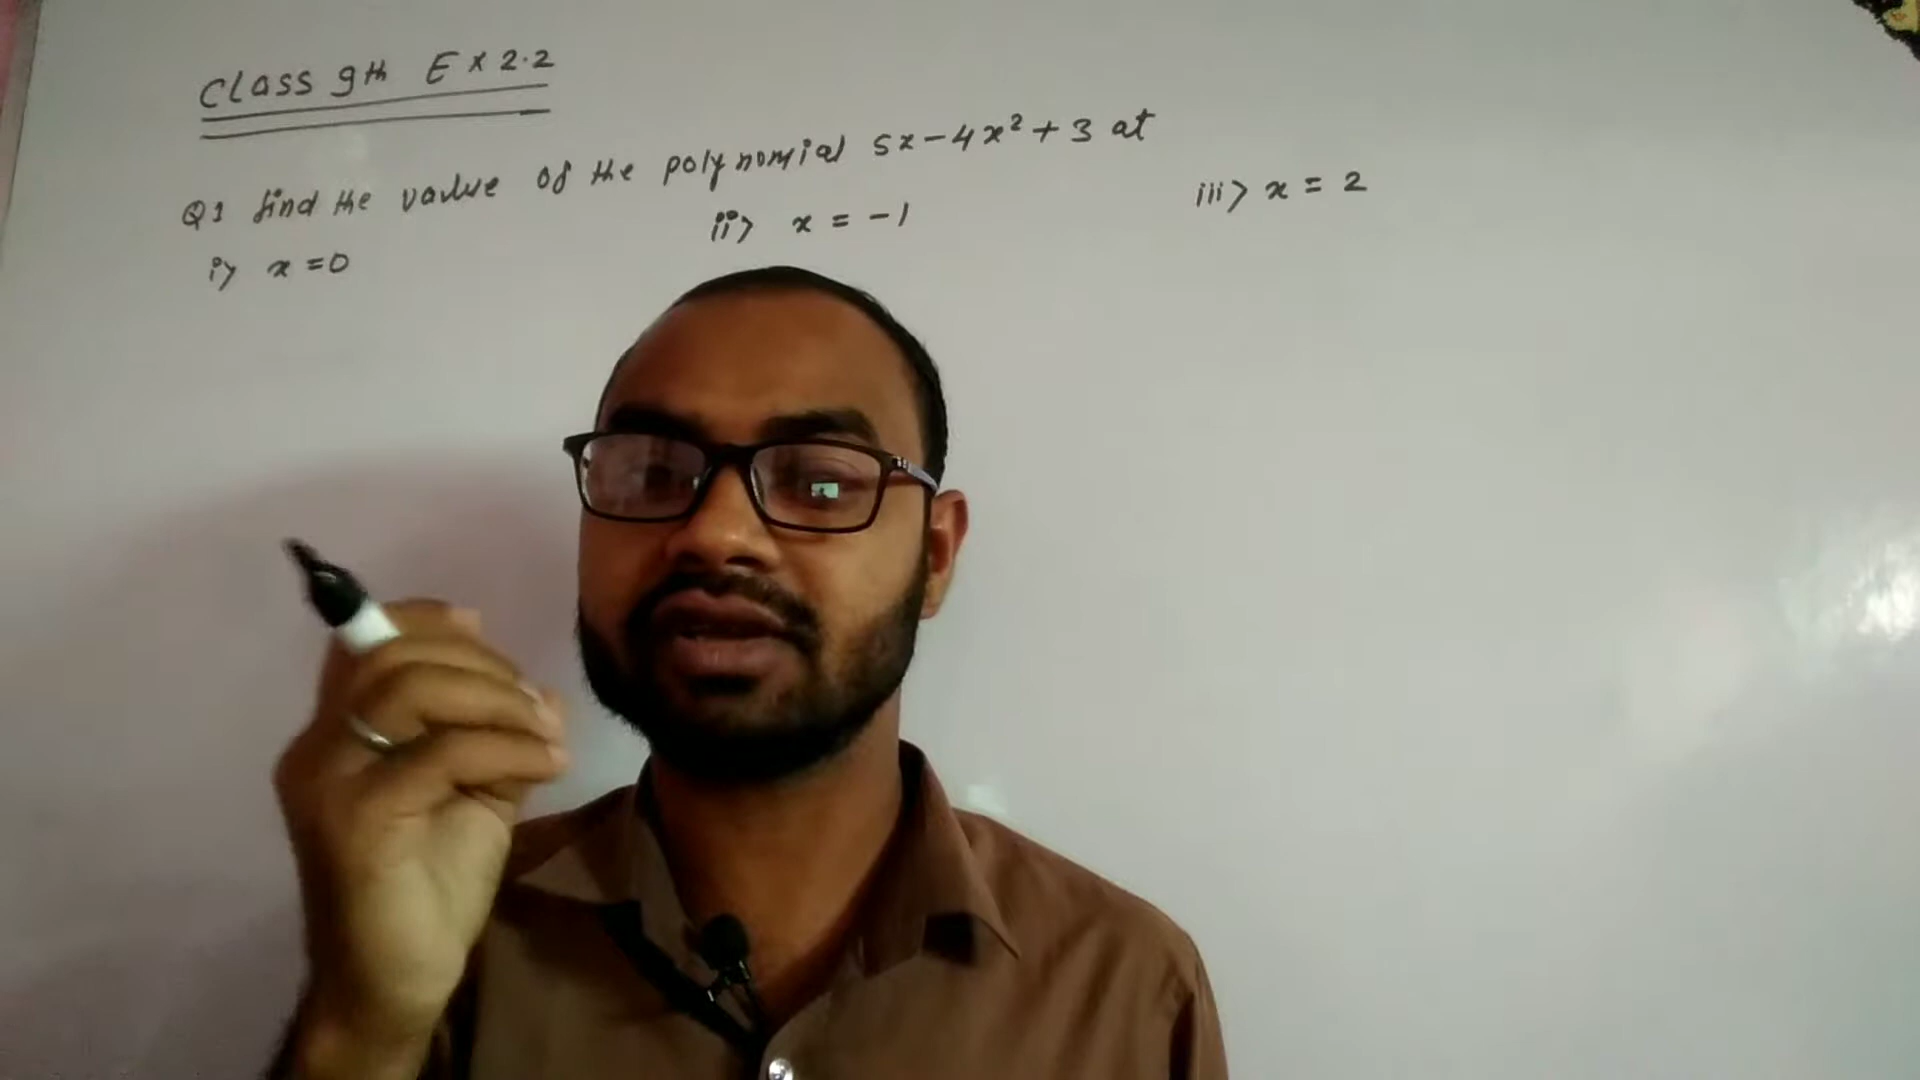 Class 9th Ex 2.2
Q1 find the value of the polynomial 5x-4x²+3 at
i> x=0 ii> x = -1 iii> x = 2